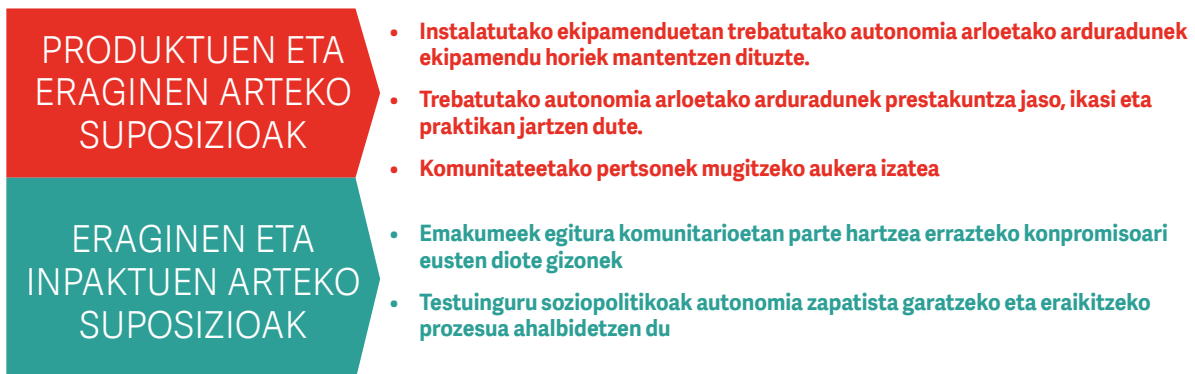 PRODUKTUEN ETA
ERAGINEN ARTEKO
SUPOSIZIOAK
• Instalatutako ekipamenduetan trebatutako autonomia arloetako arduradunek
ekipamendu horiek mantentzen dituzte.
• Trebatutako autonomia arloetako arduradunek prestakuntza jaso, ikasi eta
praktikan jartzen dute.
• Komunitateetako pertsonek mugitzeko aukera izatea
ERAGINEN ETA
INPAKTUEN ARTEKO
SUPOSIZIOAK
• Emakumeek egitura komunitarioetan parte hartzea errazteko konpromisoari
eusten diote gizonek
• Testuinguru soziopolitikoak autonomia zapatista garatzeko eta eraikitzeko
prozesua ahalbidetzen du